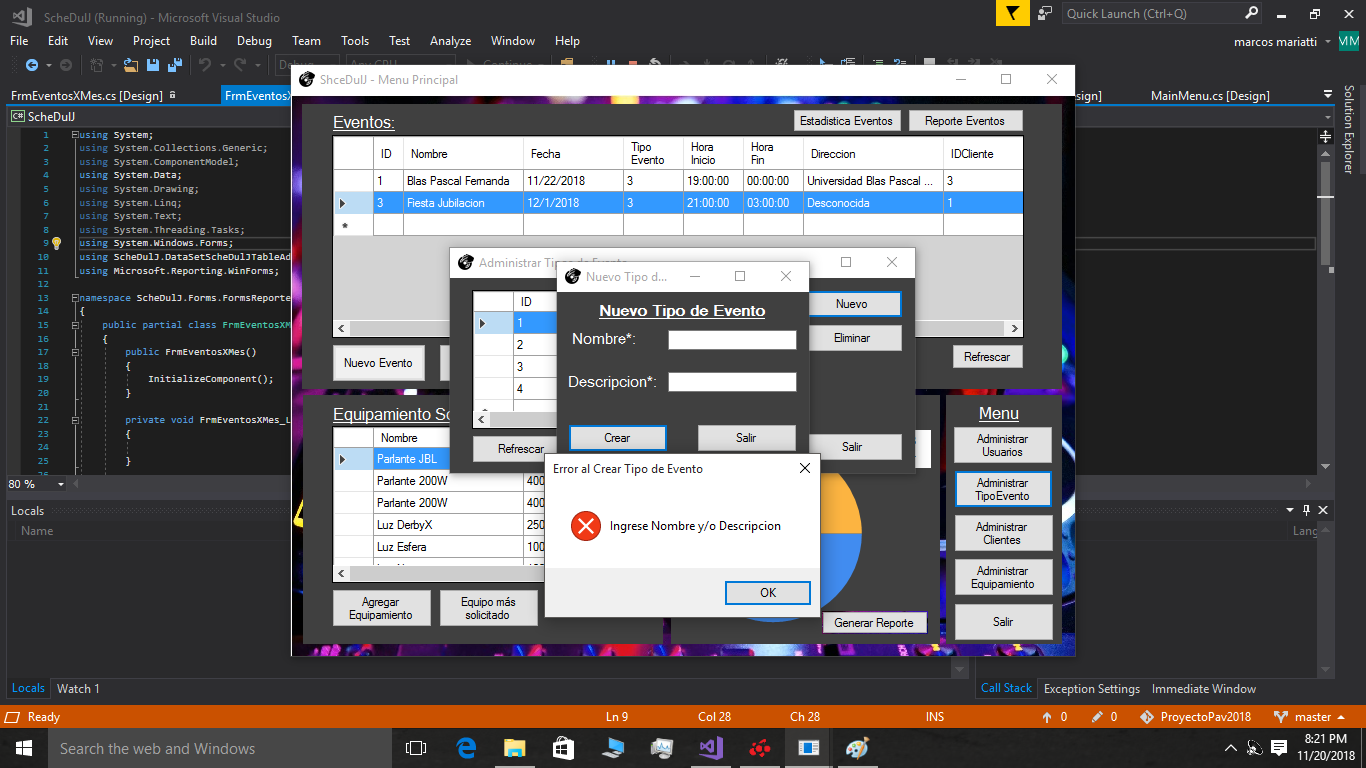 ScheDulJ (Running) - Microsoft Visual Studio
Quick Launch (Ctrl+Q)
File Edit View Project Build Debug Team Tools Test Analyze Window Help
marcos mariatti MM
FrmEventosXMes.cs [Design]
FrmEventosX
MainMenu.cs [Design]
Solution Explorer
ScheDulJ
1 using System;
2 using System.Collections.Generic;
3 using System.ComponentModel;
4 using System.Data;
5 using System.Drawing;
6 using System.Linq;
7 using System.Text;
8 using System.Threading.Tasks;
9 using System.Windows.Forms;
10 using ScheDulJ.DataSetScheDulJTableAd
11 using Microsoft.Reporting.WinForms;
12
13 namespace ScheDulJ.Forms.FormsReporte
14 {
15 public partial class FrmEventosXM
16 {
17 public FrmEventosXMes()
18 {
19 InitializeComponent();
20 }
21
22 private void FrmEventosXMes_L
23 {
24
25 }
80 %
Locals
Name
Lang
ShceDulJ - Menu Principal
Eventos:
Estadistica Eventos Reporte Eventos
ID Nombre Fecha Tipo Evento Hora Inicio Hora Fin Direccion IDCliente
1 Blas Pascal Fernanda 11/22/2018 3 19:00:00 00:00:00 Universidad Blas Pascal ... 3
3 Fiesta Jubilacion 12/1/2018 3 21:00:00 03:00:00 Desconocida 1
Nuevo Evento
Refrescar
Administrar Tipos de Evento
ID
1
2
3
4
Refrescar
Nuevo
Eliminar
Salir
Nuevo Tipo d...
Nuevo Tipo de Evento
Nombre*:
Descripcion*:
Crear Salir
Error al Crear Tipo de Evento
Ingrese Nombre y/o Descripcion
OK
Equipamiento So
Nombre
Parlante JBL
Parlante 200W 400
Parlante 200W 400
Luz DerbyX 250
Luz Esfera 100
Agregar
Equipamiento
Equipo más
solicitado
Generar Reporte
Menu
Administrar
Usuarios
Administrar
TipoEvento
Administrar
Clientes
Administrar
Equipamiento
Salir
Locals Watch 1
Call Stack Exception Settings Immediate Window
Ready Ln 9 Col 28 Ch 28 INS 0 0 ProyectoPav2018 master
Search the web and Windows
8:21 PM
11/20/2018